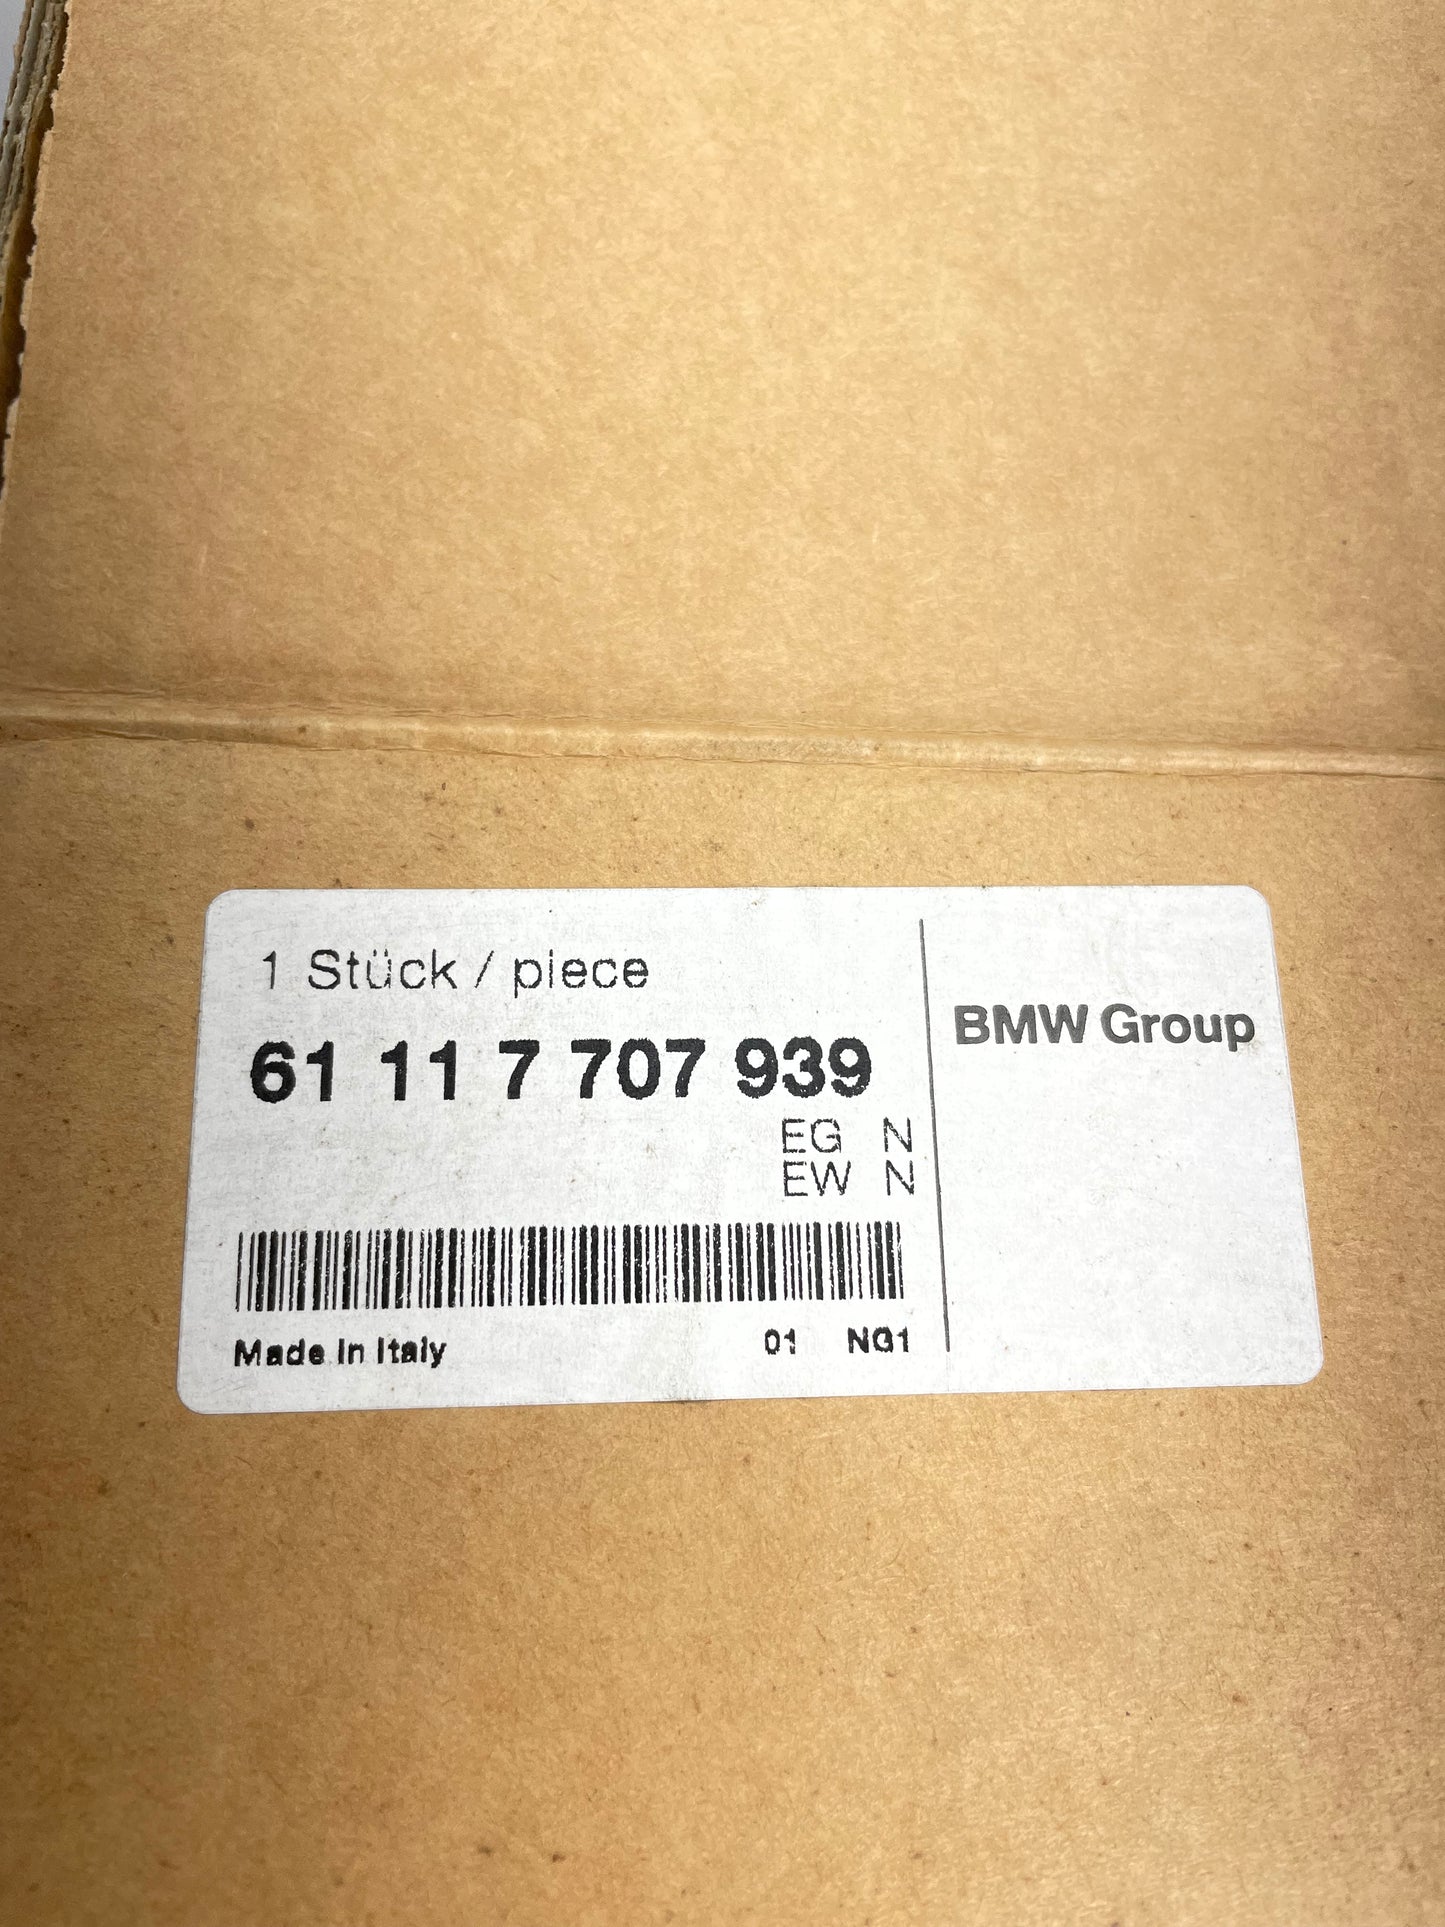 1 Stück / piece
61 11 7 707 939
EG N
EW N
Made in Italy
01 NG1
BMW Group